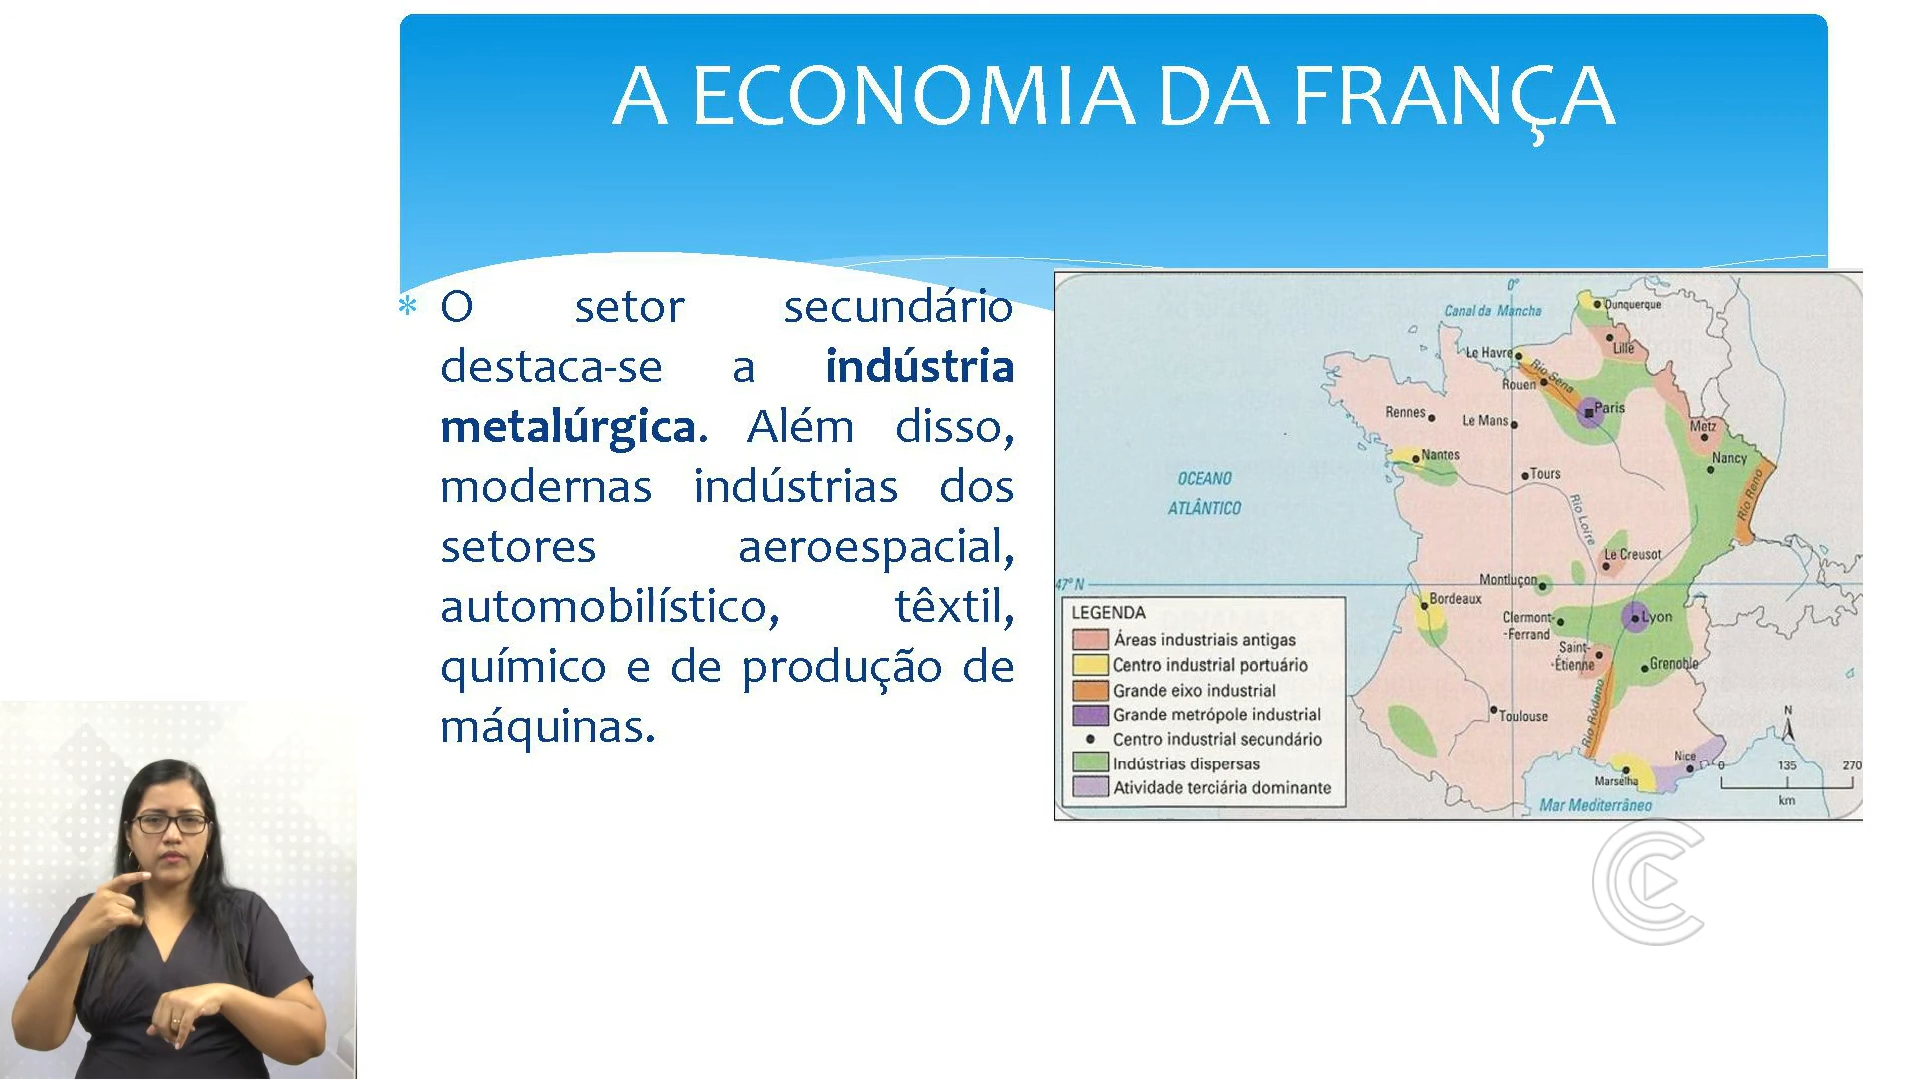 A ECONOMIA DA FRANÇA
* O setor secundário
destaca-se a indústria
metalúrgica. Além disso,
modernas indústrias dos
setores aeroespacial,
automobilístico, têxtil,
químico e de produção de
máquinas.
0°
Canal da Mancha
Dunquerque
Lille
Le Havre
Rio Sena
Rouen
Paris
Rennes
Le Mans
Metz
Nancy
Nantes
Tours
Rio Reno
OCEANO
ATLÂNTICO
Rio Loire
Le Creusot
Montluçon
47° N
Bordeaux
Clermont-
-Ferrand
Lyon
Saint-
-Étienne
Grenoble
Rio Ródano
Toulouse
Nice
Marselha
Mar Mediterrâneo
N
0 135 270
km
LEGENDA
Áreas industriais antigas
Centro industrial portuário
Grande eixo industrial
Grande metrópole industrial
Centro industrial secundário
Indústrias dispersas
Atividade terciária dominante